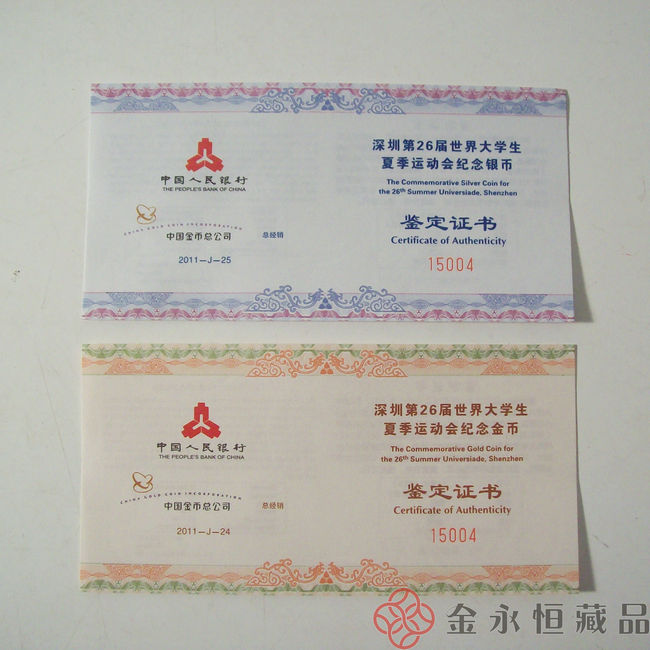 中国人民银行
THE PEOPLE'S BANK OF CHINA
CHINA GOLD COIN INCORPORATION
中国金币总公司
总经销
2011-J-25
深圳第26届世界大学生
夏季运动会纪念银币
The Commemorative Silver Coin for
the 26th Summer Universiade, Shenzhen
鉴定证书
Certificate of Authenticity
15004
中国人民银行
THE PEOPLE'S BANK OF CHINA
CHINA GOLD COIN INCORPORATION
中国金币总公司
总经销
2011-J-24
深圳第26届世界大学生
夏季运动会纪念金币
The Commemorative Gold Coin for
the 26th Summer Universiade, Shenzhen
鉴定证书
Certificate of Authenticity
15004
金永恒藏品